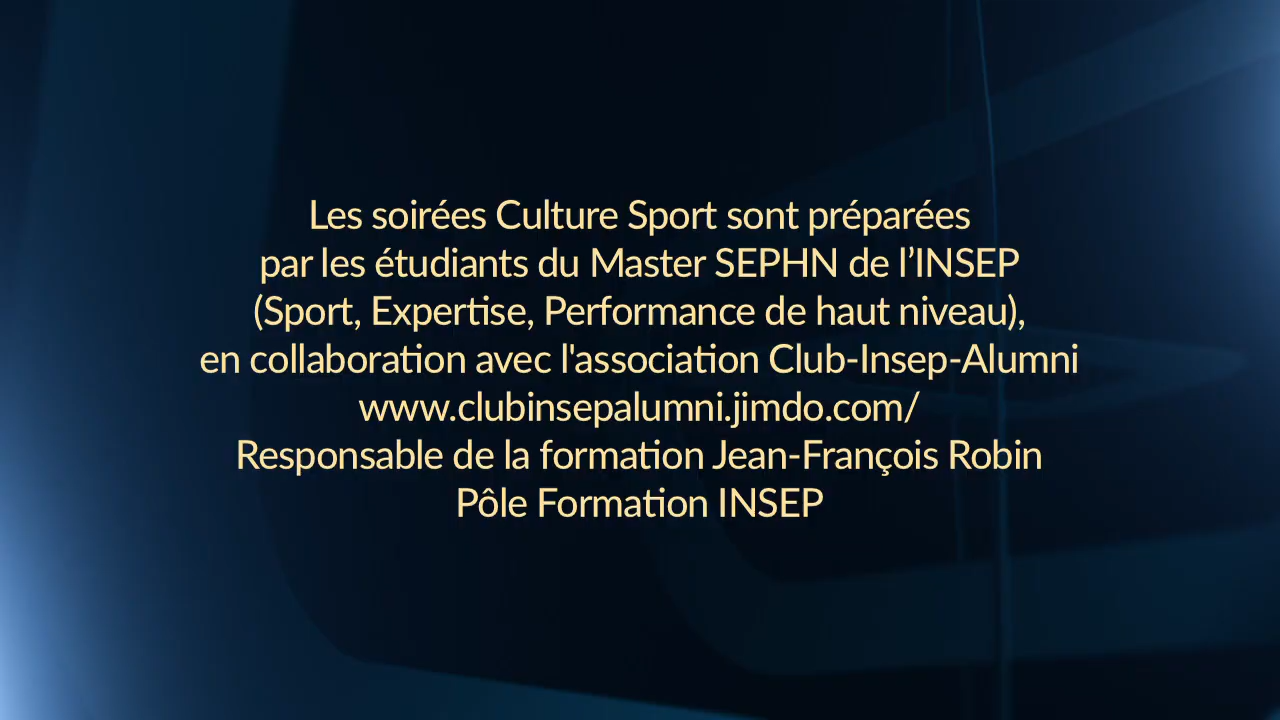 Les soirées Culture Sport sont préparées
par les étudiants du Master SEPHN de l’INSEP
(Sport, Expertise, Performance de haut niveau),
en collaboration avec l'association Club-Insep-Alumni
www.clubinsepalumni.jimdo.com/
Responsable de la formation Jean-François Robin
Pôle Formation INSEP